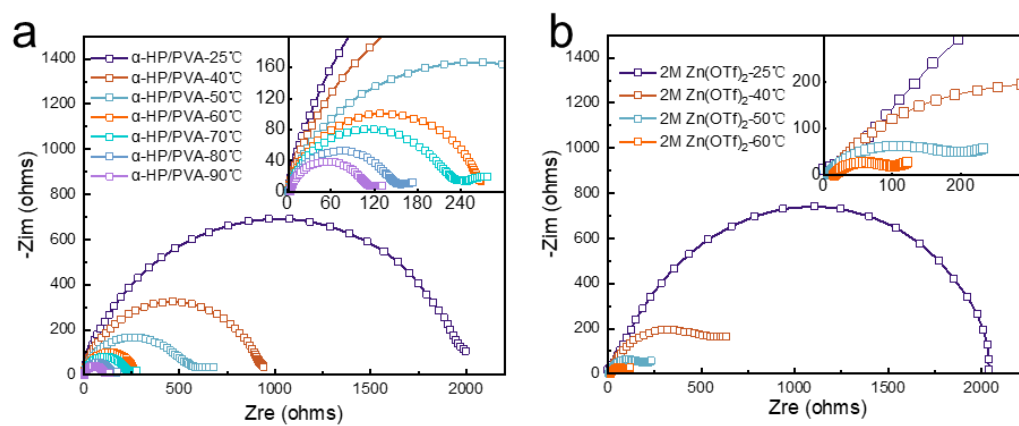 a
-Zlm (ohms)
1400
1200
1000
800
600
400
200
0
α-HP/PVA-25℃
α-HP/PVA-40℃
α-HP/PVA-50℃
α-HP/PVA-60℃
α-HP/PVA-70℃
α-HP/PVA-80℃
α-HP/PVA-90℃
160
120
80
40
0
0 60 120 180 240
0 500 1000 1500 2000
Zre (ohms)
b
-Zim (ohms)
1400
1200
1000
800
600
400
200
0
2M Zn(OTf)₂-25℃
2M Zn(OTf)₂-40℃
2M Zn(OTf)₂-50℃
2M Zn(OTf)₂-60℃
200
100
0
0 100 200
0 500 1000 1500 2000
Zre (ohms)